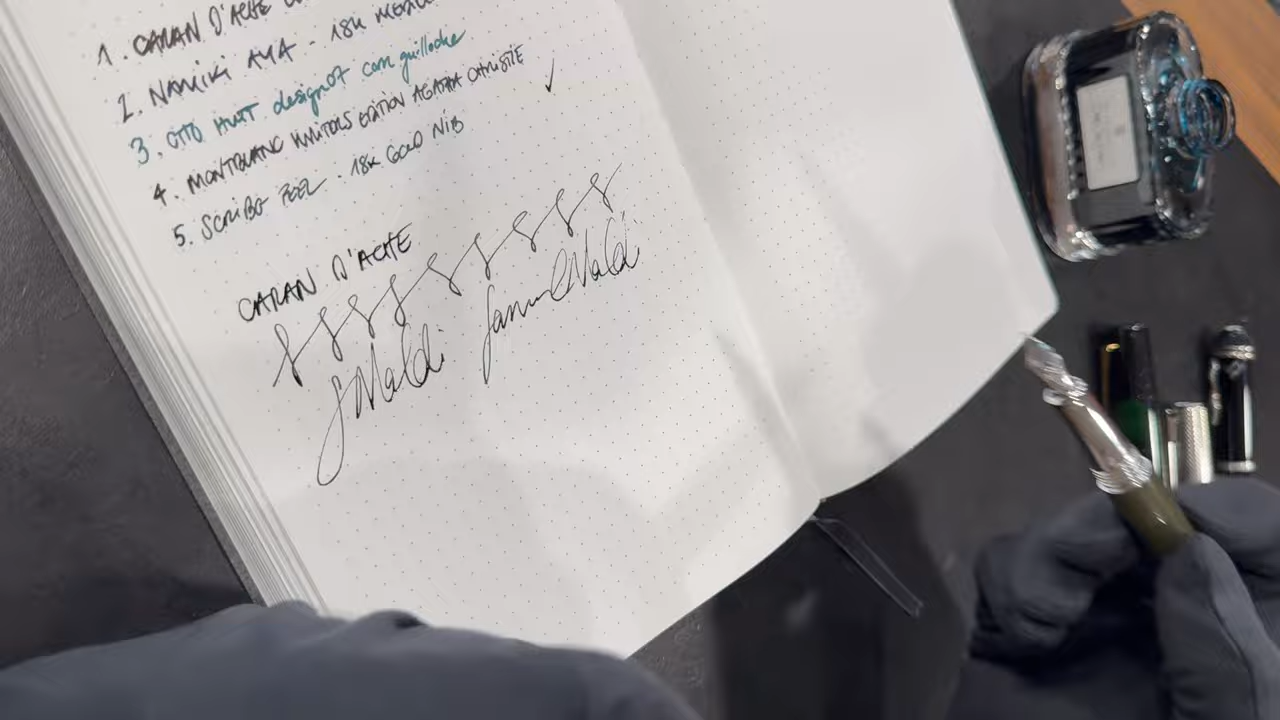 1. CARAN D'ACHE
2. NAMIKI AYA - 18K
3. OTTO HUTT design07 com guilloche
4. MONTBLANC WRITERS EDITION AGATHA CHRISTIE ✓
5. SCRIBO FEEL - 18K GOLD NIB
CARAN D'ACHE